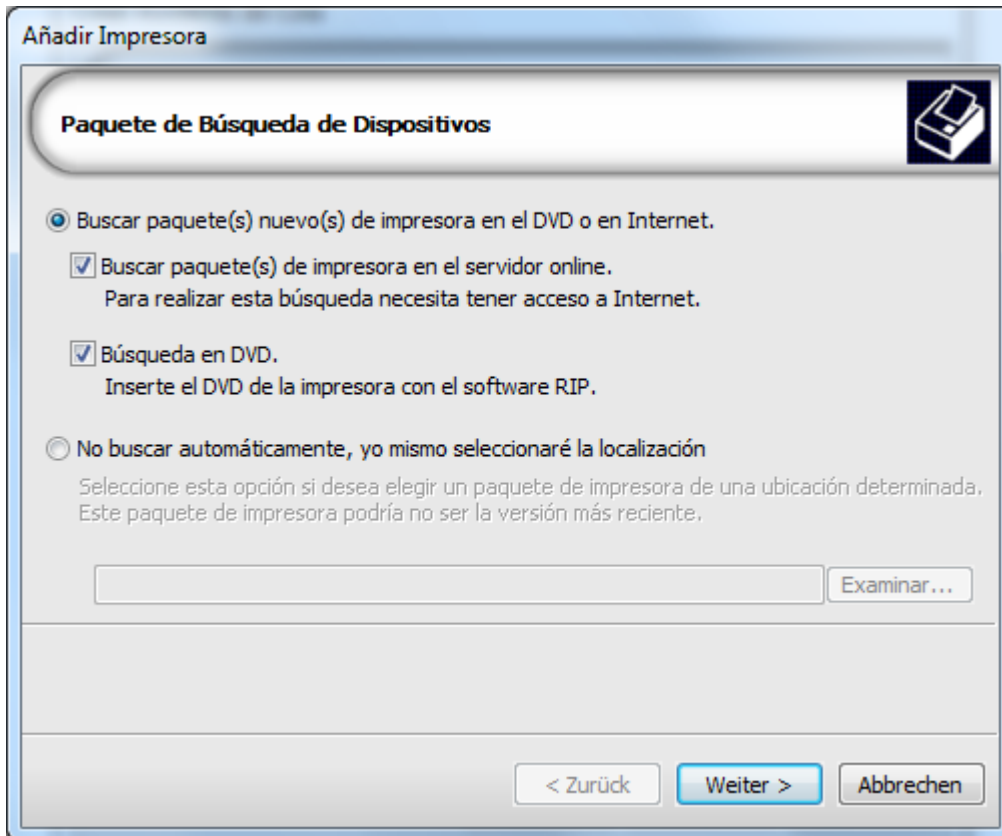 Añadir Impresora
Paquete de Búsqueda de Dispositivos
Buscar paquete(s) nuevo(s) de impresora en el DVD o en Internet.
Buscar paquete(s) de impresora en el servidor online.
Para realizar esta búsqueda necesita tener acceso a Internet.
Búsqueda en DVD.
Inserte el DVD de la impresora con el software RIP.
No buscar automáticamente, yo mismo seleccionaré la localización
Seleccione esta opción si desea elegir un paquete de impresora de una ubicación determinada.
Este paquete de impresora podría no ser la versión más reciente.
Examinar...
< Zurück Weiter > Abbrechen